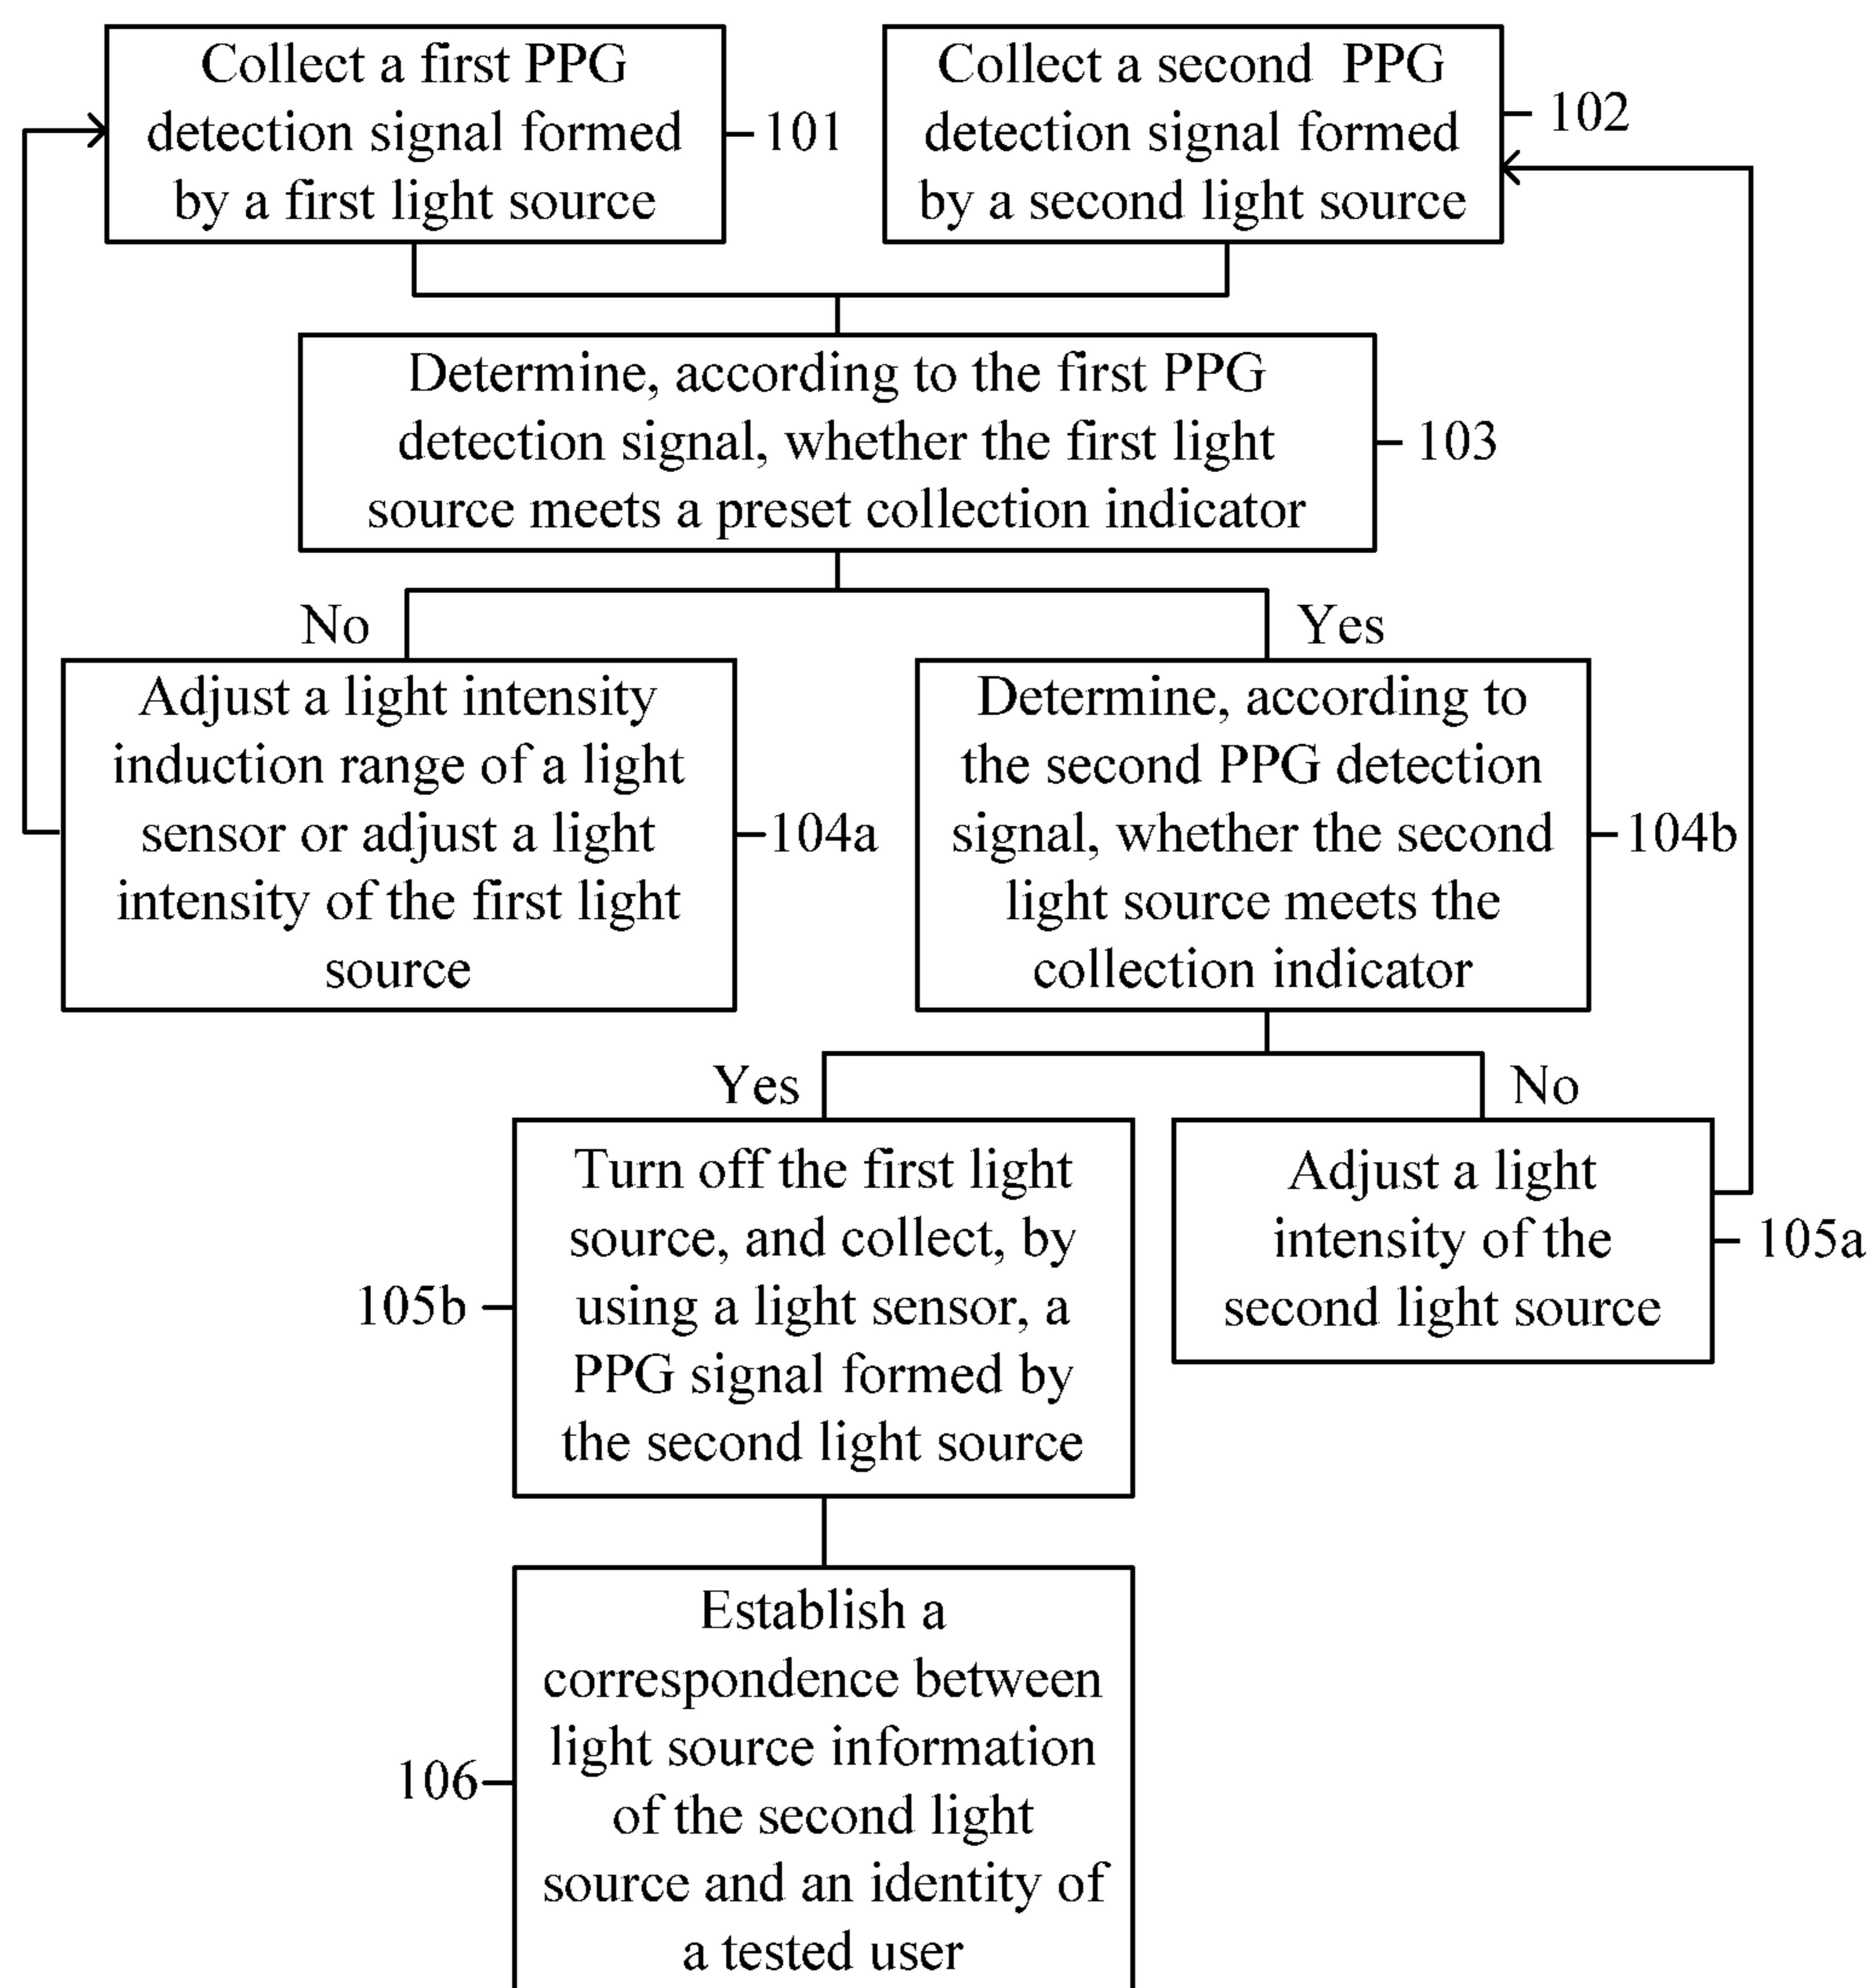 Collect a first PPG
detection signal formed
by a first light source
101
Collect a second PPG
detection signal formed
by a second light source
102
Determine, according to the first PPG
detection signal, whether the first light
source meets a preset collection indicator
103
No
Yes
Adjust a light intensity
induction range of a light
sensor or adjust a light
intensity of the first light
source
104a
Determine, according to
the second PPG detection
signal, whether the second
light source meets the
collection indicator
104b
Yes
No
Turn off the first light
source, and collect, by
using a light sensor, a
PPG signal formed by
the second light source
105b
Adjust a light
intensity of the
second light source
105a
Establish a
correspondence between
light source information
of the second light
source and an identity of
a tested user
106